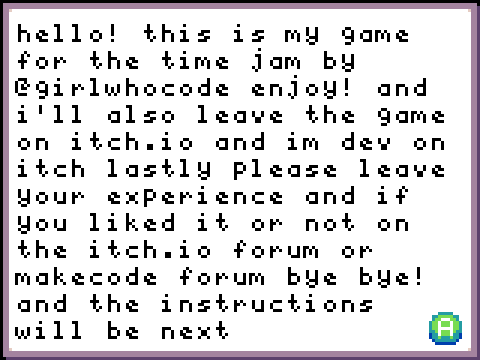 hello! this is my game
for the time jam by
@girlwhocode enjoy! and
i'll also leave the game
on itch.io and im dev on
itch lastly please leave
your experience and if
you liked it or not on
the itch.io forum or
makecode forum bye bye!
and the instructions
will be next
A